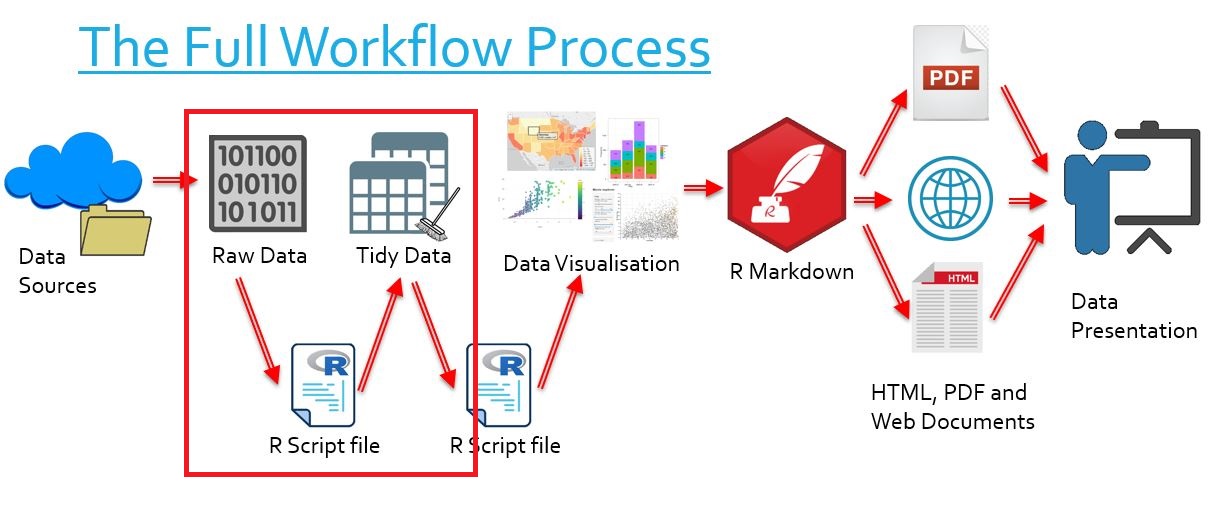 The Full Workflow Process
Data
Sources
101100
010110
101011
Raw Data
Tidy Data
R
R Script file
R
R Script file
Data Visualisation
R
R Markdown
PDF
HTML
HTML, PDF and
Web Documents
Data
Presentation